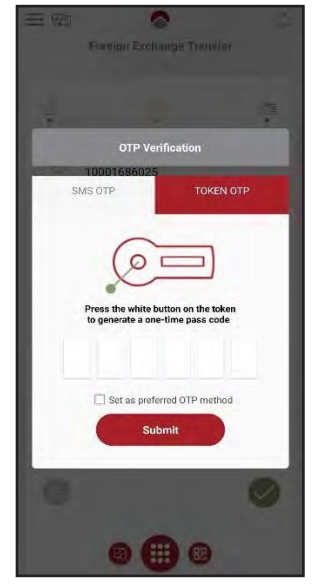 Foreign Exchange Transfer
OTP Verification
10001686025
SMS OTP
TOKEN OTP
Press the white button on the token
to generate a one-time pass code
Set as preferred OTP method
Submit